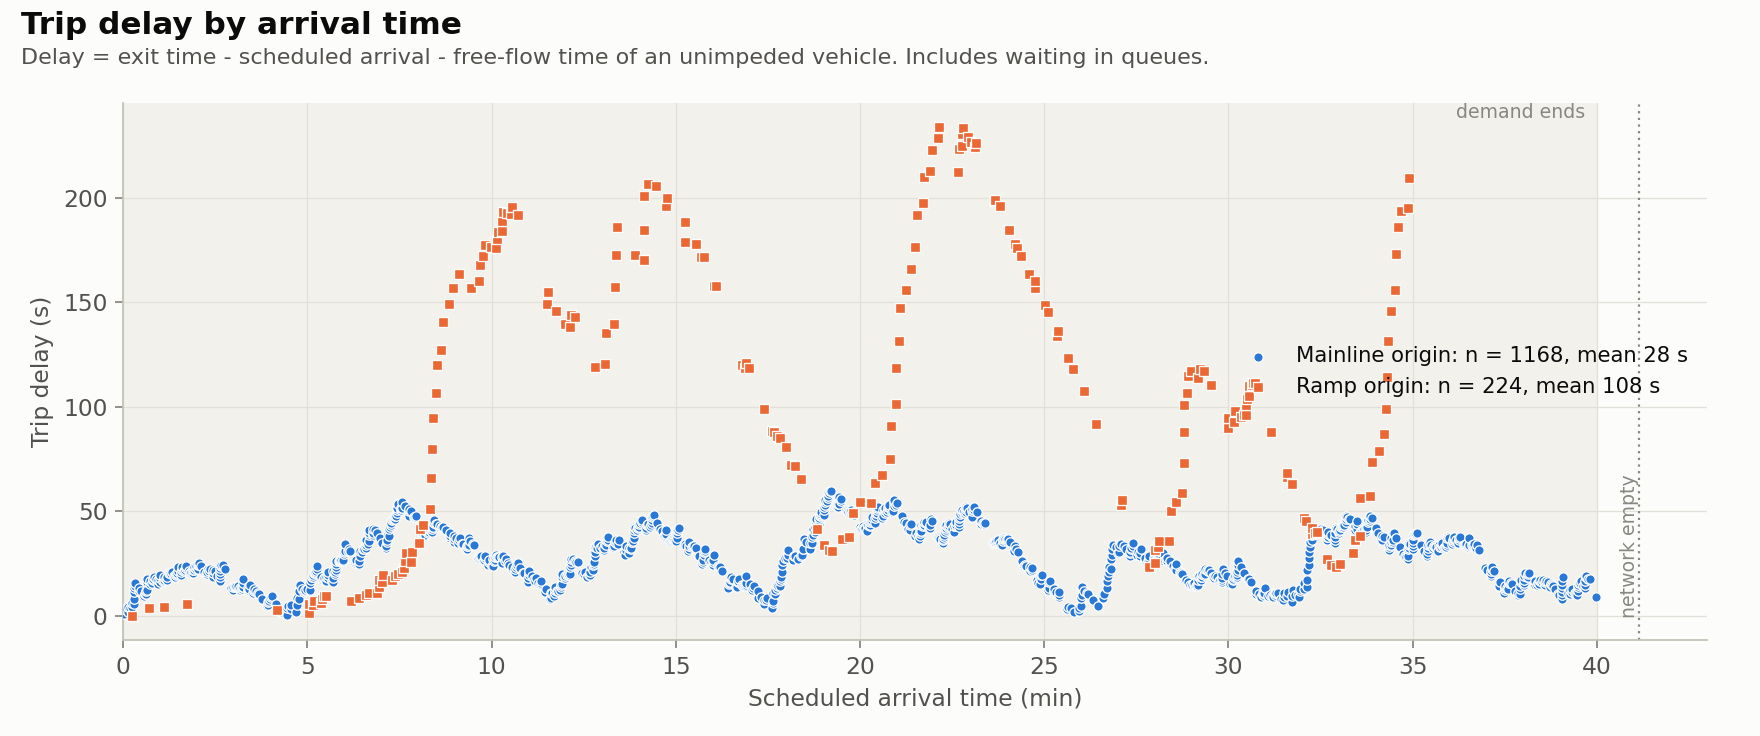 Trip delay by arrival time
Delay = exit time - scheduled arrival - free-flow time of an unimpeded vehicle. Includes waiting in queues.
demand ends
200
150
100
50
0
Trip delay (s)
Mainline origin: n = 1168, mean 28 s
Ramp origin: n = 224, mean 108 s
network empty
0 5 10 15 20 25 30 35 40
Scheduled arrival time (min)